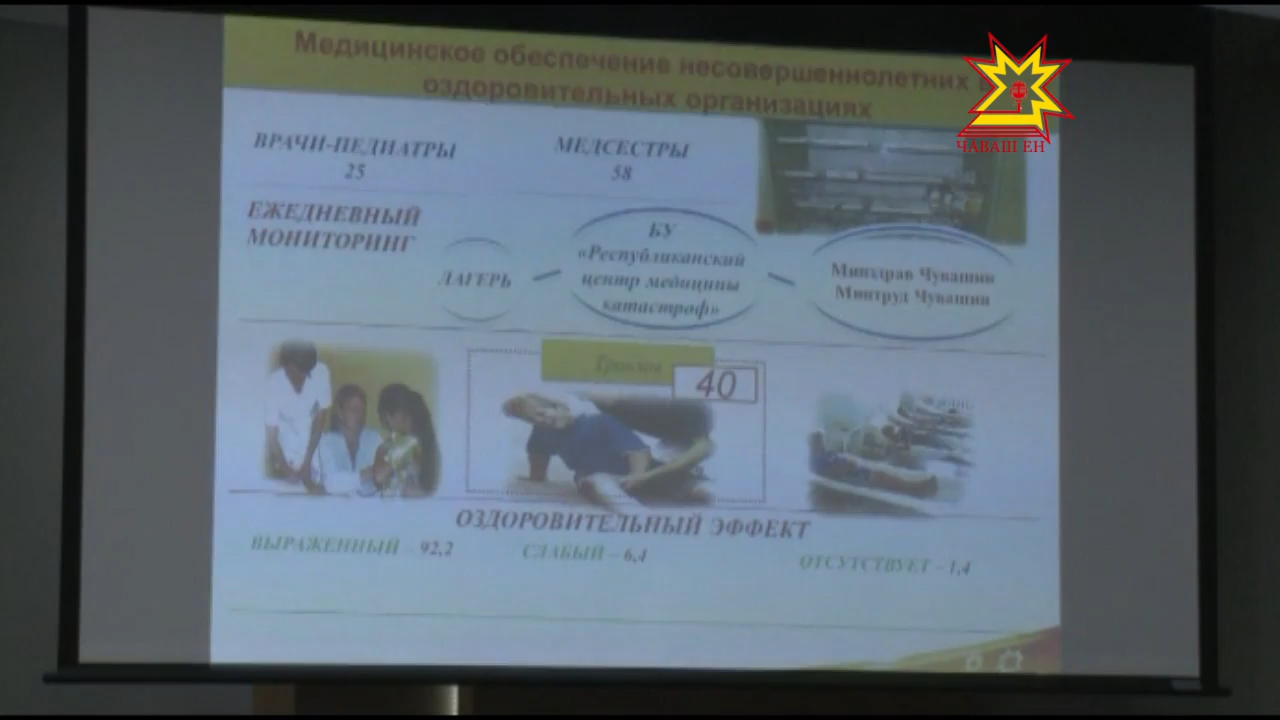 Медицинское обеспечение несовершеннолетних в
оздоровительных организациях
ЧӐВАШ ЕН
ВРАЧИ-ПЕДИАТРЫ
25
МЕДСЕСТРЫ
58
ЕЖЕДНЕВНЫЙ
МОНИТОРИНГ
ЛАГЕРЬ
БУ
«Республиканский
центр медицины
катастроф»
Минздрав Чувашии
Минтруд Чувашии
40
ОЗДОРОВИТЕЛЬНЫЙ ЭФФЕКТ
ВЫРАЖЕННЫЙ – 92,2
СЛАБЫЙ – 6,4
ОТСУТСТВУЕТ – 1,4